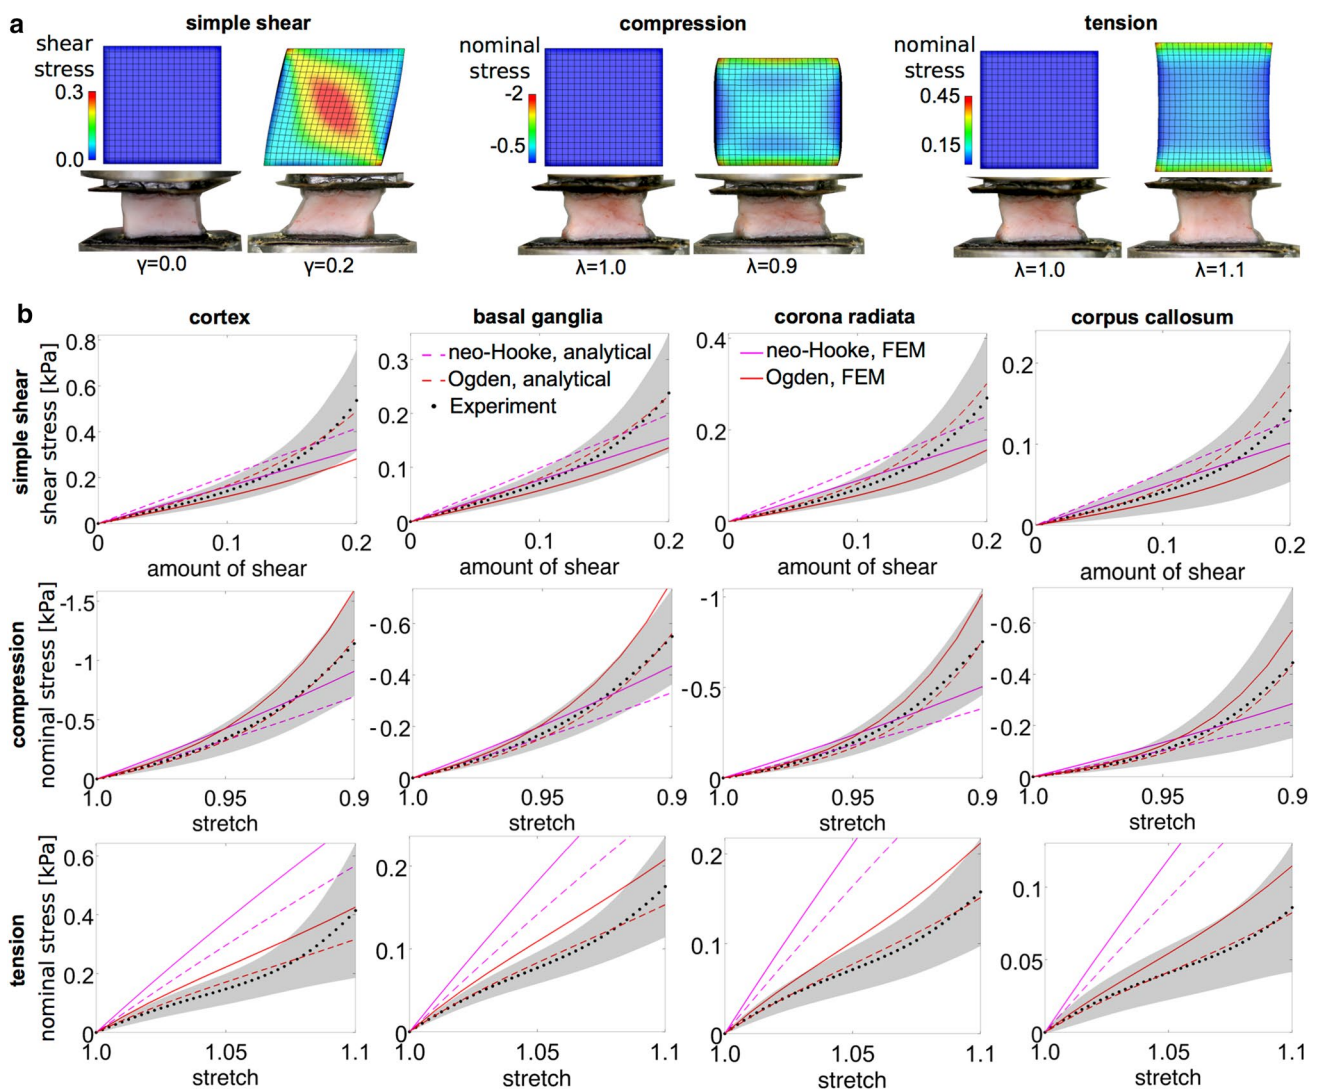 a
simple shear
compression
tension
shear
stress
0.3
0.0
nominal
stress
-2
-0.5
nominal
stress
0.45
0.15
γ=0.0
γ=0.2
λ=1.0
λ=0.9
λ=1.0
λ=1.1
b
cortex
basal ganglia
corona radiata
corpus callosum
simple shear
shear stress [kPa]
0.8
0.6
0.4
0.2
0
0 0.1 0.2
amount of shear
0.3
0.2
0.1
0
neo-Hooke, analytical
Ogden, analytical
Experiment
0 0.1 0.2
amount of shear
0.4
0.2
0
neo-Hooke, FEM
Ogden, FEM
0 0.1 0.2
amount of shear
0.2
0.1
0
0 0.1 0.2
amount of shear
compression
nominal stress [kPa]
-1.5
-1
-0.5
0
1.0 0.95 0.9
stretch
-0.6
-0.4
-0.2
0
1.0 0.95 0.9
stretch
-1
-0.5
0
1.0 0.95 0.9
stretch
-0.6
-0.4
-0.2
0
1.0 0.95 0.9
stretch
tension
nominal stress [kPa]
0.6
0.4
0.2
0
1.0 1.05 1.1
stretch
0.2
0.1
0
1.0 1.05 1.1
stretch
0.2
0.1
0
1.0 1.05 1.1
stretch
0.1
0.05
0
1.0 1.05 1.1
stretch